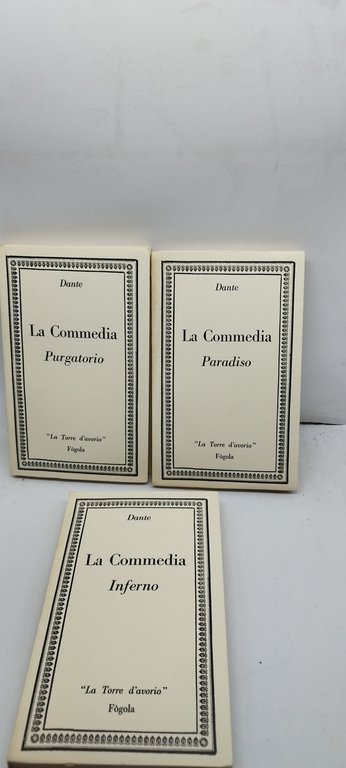 Dante
La Commedia
Purgatorio
"La Torre d'avorio"
Fògola
Dante
La Commedia
Paradiso
"La Torre d'avorio"
Fògola
Dante
La Commedia
Inferno
"La Torre d'avorio"
Fògola